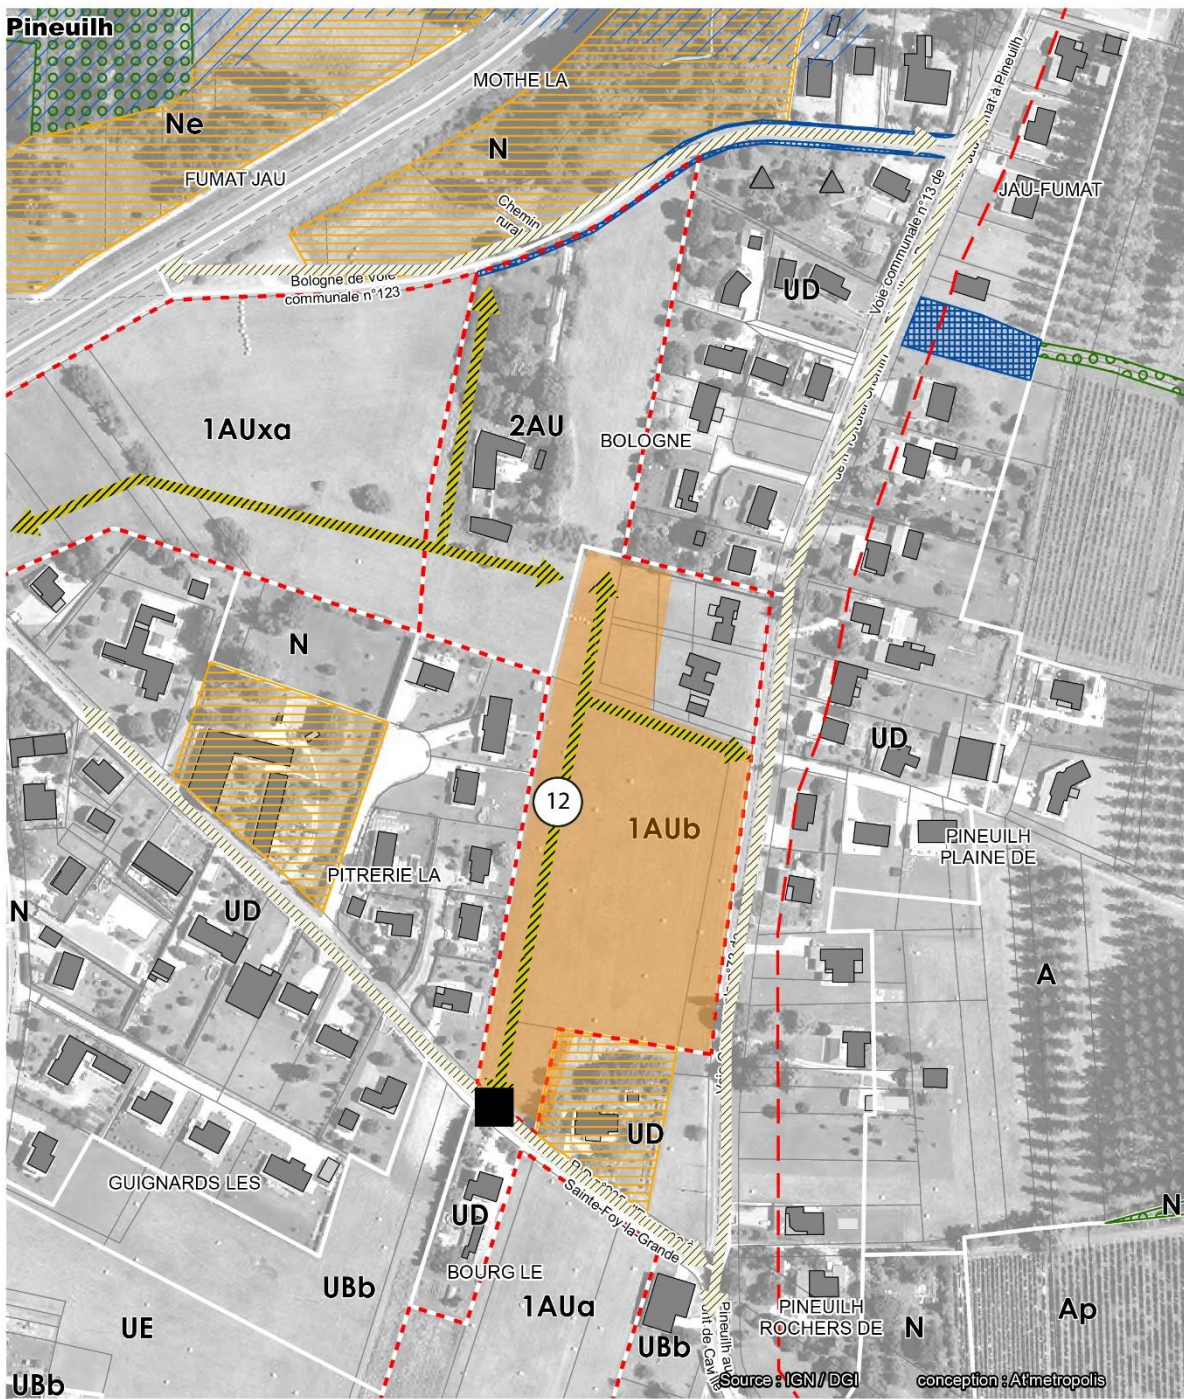 Pineuilh
MOTHE LA
Ne
N
FUMAT JAU
JAU-FUMAT
Chemin
rural
Voie communale n°13 de
Bologne de voie
communale n°123
UD
1AUxa
2AU
BOLOGNE
N
UD
12
1AUb
PINEUILH
PLAINE DE
PITRERIE LA
N
UD
A
UD
GUIGNARDS LES
Sainte-Foy-la-Grande
UD
N
BOURG LE
UBb
1AUa
PINEUILH
ROCHERS DE
N
Ap
UE
UBb
UBb
Source : IGN / DGI
conception : At'metropolis